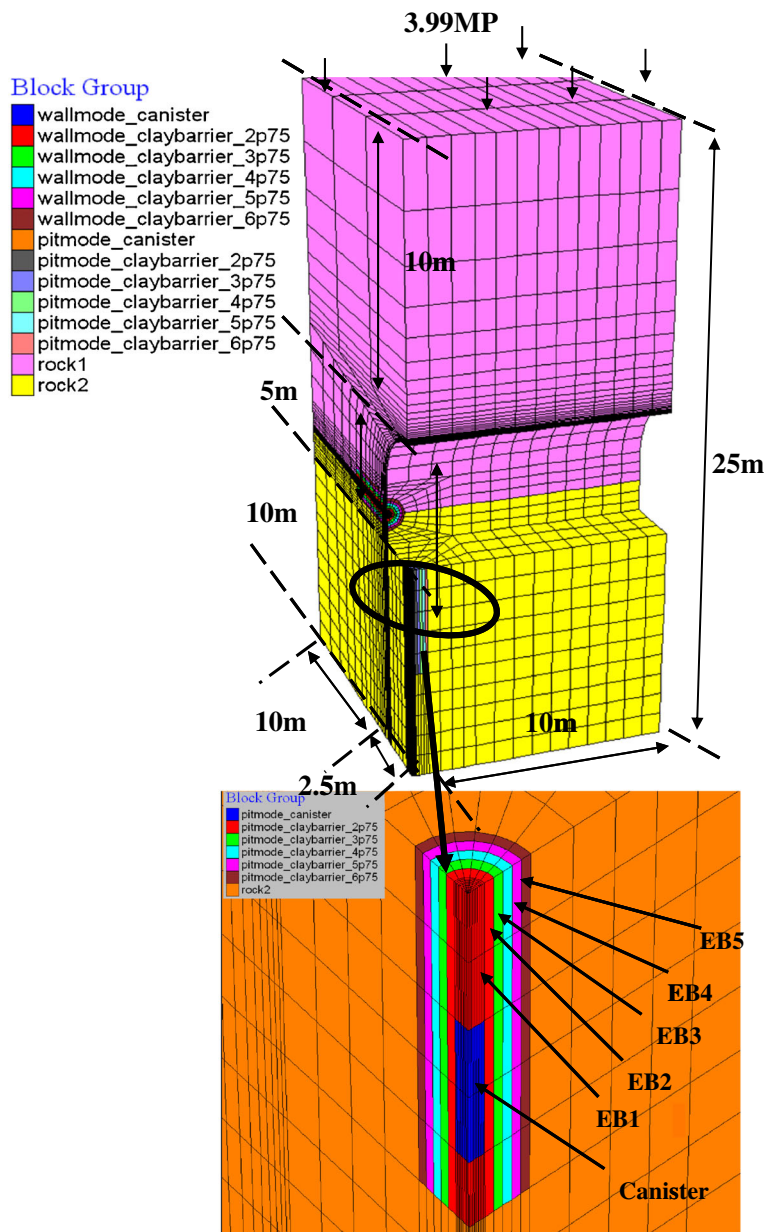 3.99MP
Block Group
wallmode_canister
wallmode_claybarrier_2p75
wallmode_claybarrier_3p75
wallmode_claybarrier_4p75
wallmode_claybarrier_5p75
wallmode_claybarrier_6p75
pitmode_canister
pitmode_claybarrier_2p75
pitmode_claybarrier_3p75
pitmode_claybarrier_4p75
pitmode_claybarrier_5p75
pitmode_claybarrier_6p75
rock1
rock2
10m
5m
25m
10m
10m
10m
2.5m
Block Group
pitmode_canister
pitmode_claybarrier_2p75
pitmode_claybarrier_3p75
pitmode_claybarrier_4p75
pitmode_claybarrier_5p75
pitmode_claybarrier_6p75
rock2
EB5
EB4
EB3
EB2
EB1
Canister